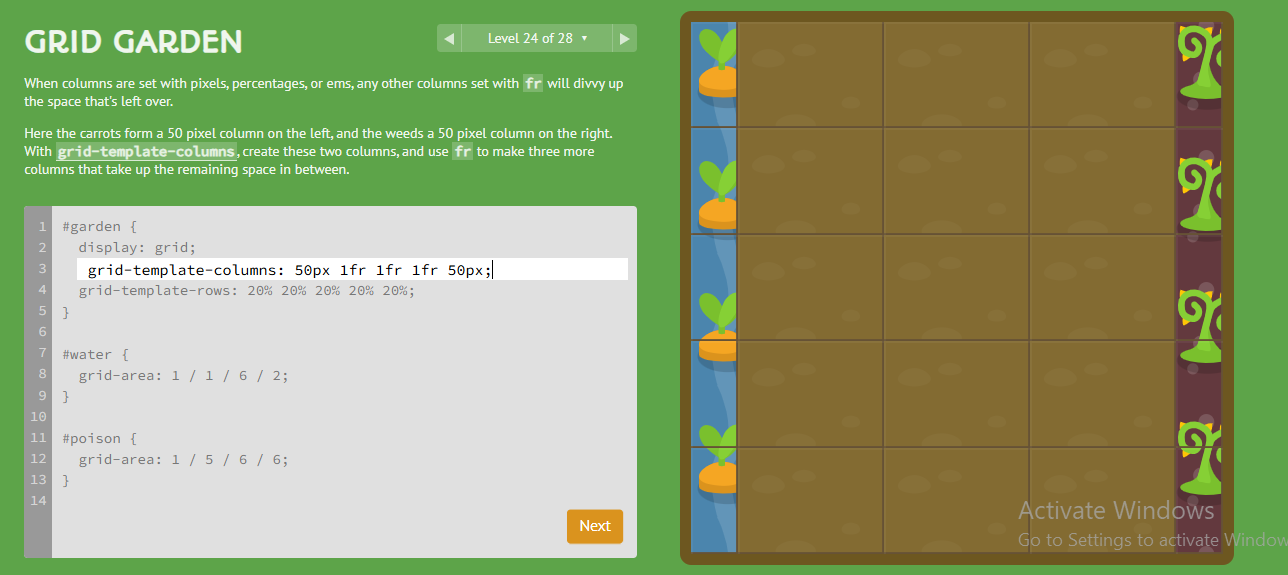 GRID GARDEN
◀ Level 24 of 28 ▾ ▶
When columns are set with pixels, percentages, or ems, any other columns set with fr will divvy up
the space that's left over.
Here the carrots form a 50 pixel column on the left, and the weeds a 50 pixel column on the right.
With grid-template-columns, create these two columns, and use fr to make three more
columns that take up the remaining space in between.
1 #garden {
2 display: grid;
3 grid-template-columns: 50px 1fr 1fr 1fr 50px;
4 grid-template-rows: 20% 20% 20% 20% 20%;
5 }
6
7 #water {
8 grid-area: 1 / 1 / 6 / 2;
9 }
10
11 #poison {
12 grid-area: 1 / 5 / 6 / 6;
13 }
14
Next
Activate Windows
Go to Settings to activate Window